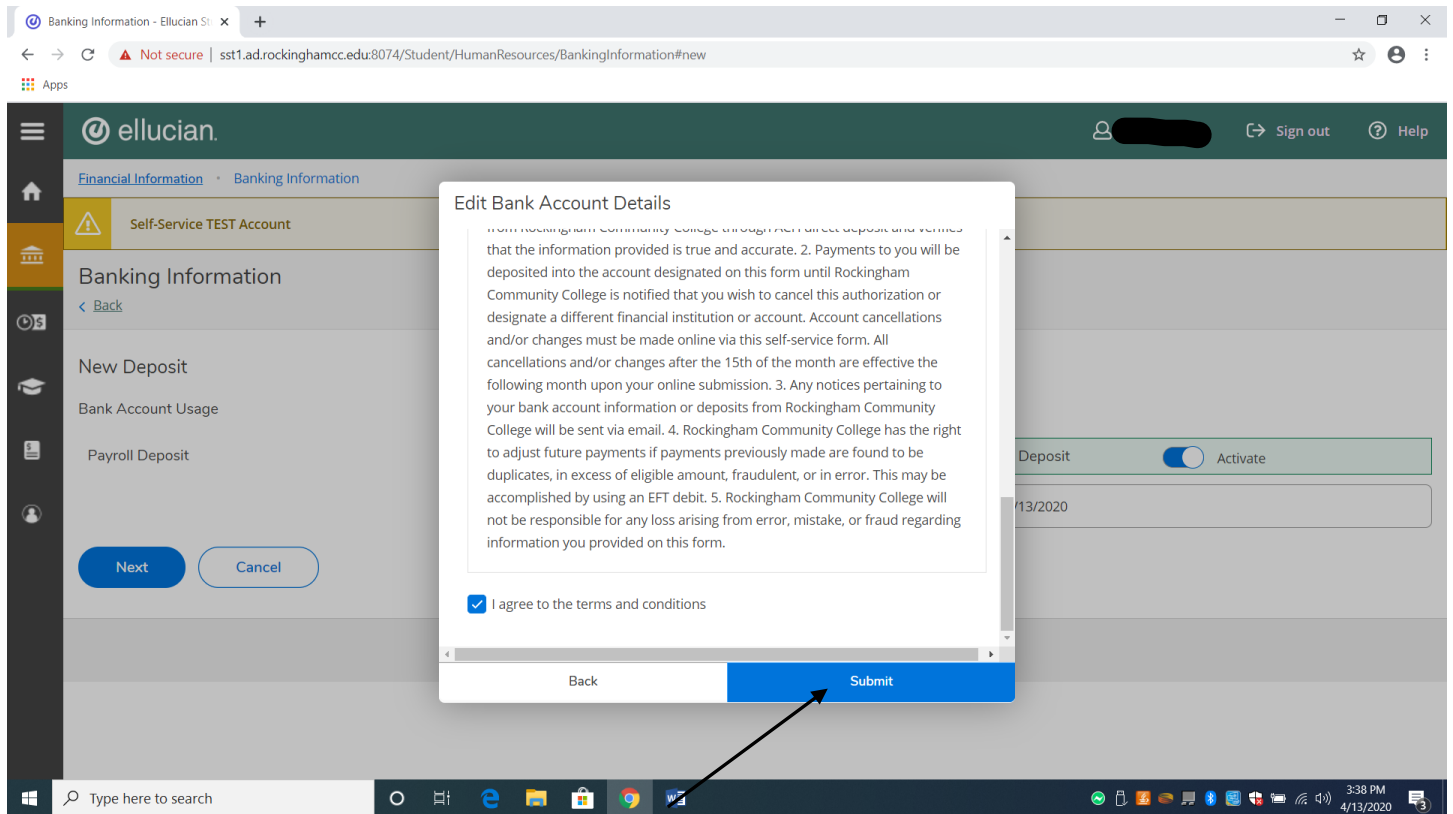 Banking Information - Ellucian St
Not secure | sst1.ad.rockinghamcc.edu:8074/Student/HumanResources/BankingInformation#new
Apps
ellucian.
Sign out
Help
Financial Information • Banking Information
Self-Service TEST Account
Banking Information
Back
New Deposit
Bank Account Usage
Payroll Deposit
Deposit
Activate
/13/2020
Next
Cancel
Edit Bank Account Details
from Rockingham Community College through ACH direct deposit and verifies
that the information provided is true and accurate. 2. Payments to you will be
deposited into the account designated on this form until Rockingham
Community College is notified that you wish to cancel this authorization or
designate a different financial institution or account. Account cancellations
and/or changes must be made online via this self-service form. All
cancellations and/or changes after the 15th of the month are effective the
following month upon your online submission. 3. Any notices pertaining to
your bank account information or deposits from Rockingham Community
College will be sent via email. 4. Rockingham Community College has the right
to adjust future payments if payments previously made are found to be
duplicates, in excess of eligible amount, fraudulent, or in error. This may be
accomplished by using an EFT debit. 5. Rockingham Community College will
not be responsible for any loss arising from error, mistake, or fraud regarding
information you provided on this form.
I agree to the terms and conditions
Back
Submit
Type here to search
3:38 PM
4/13/2020
3